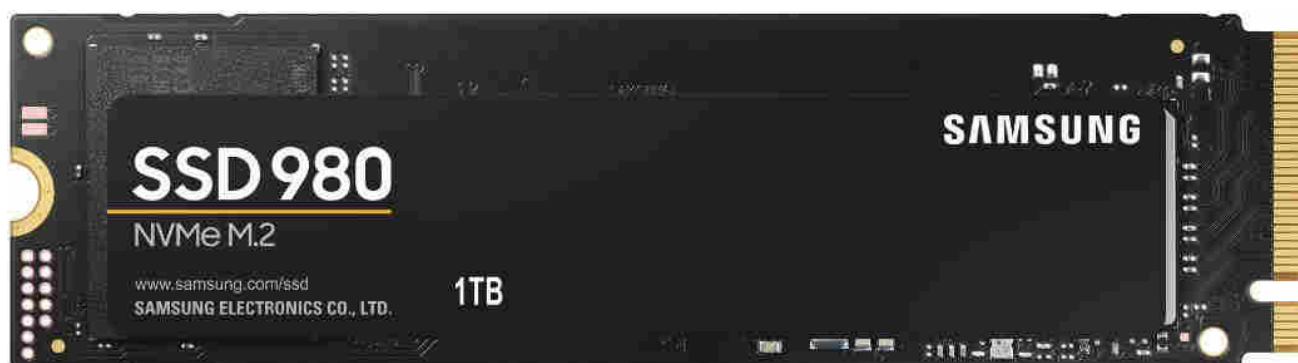 SAMSUNG
SSD 980
NVMe M.2
www.samsung.com/ssd
SAMSUNG ELECTRONICS CO., LTD.
1TB